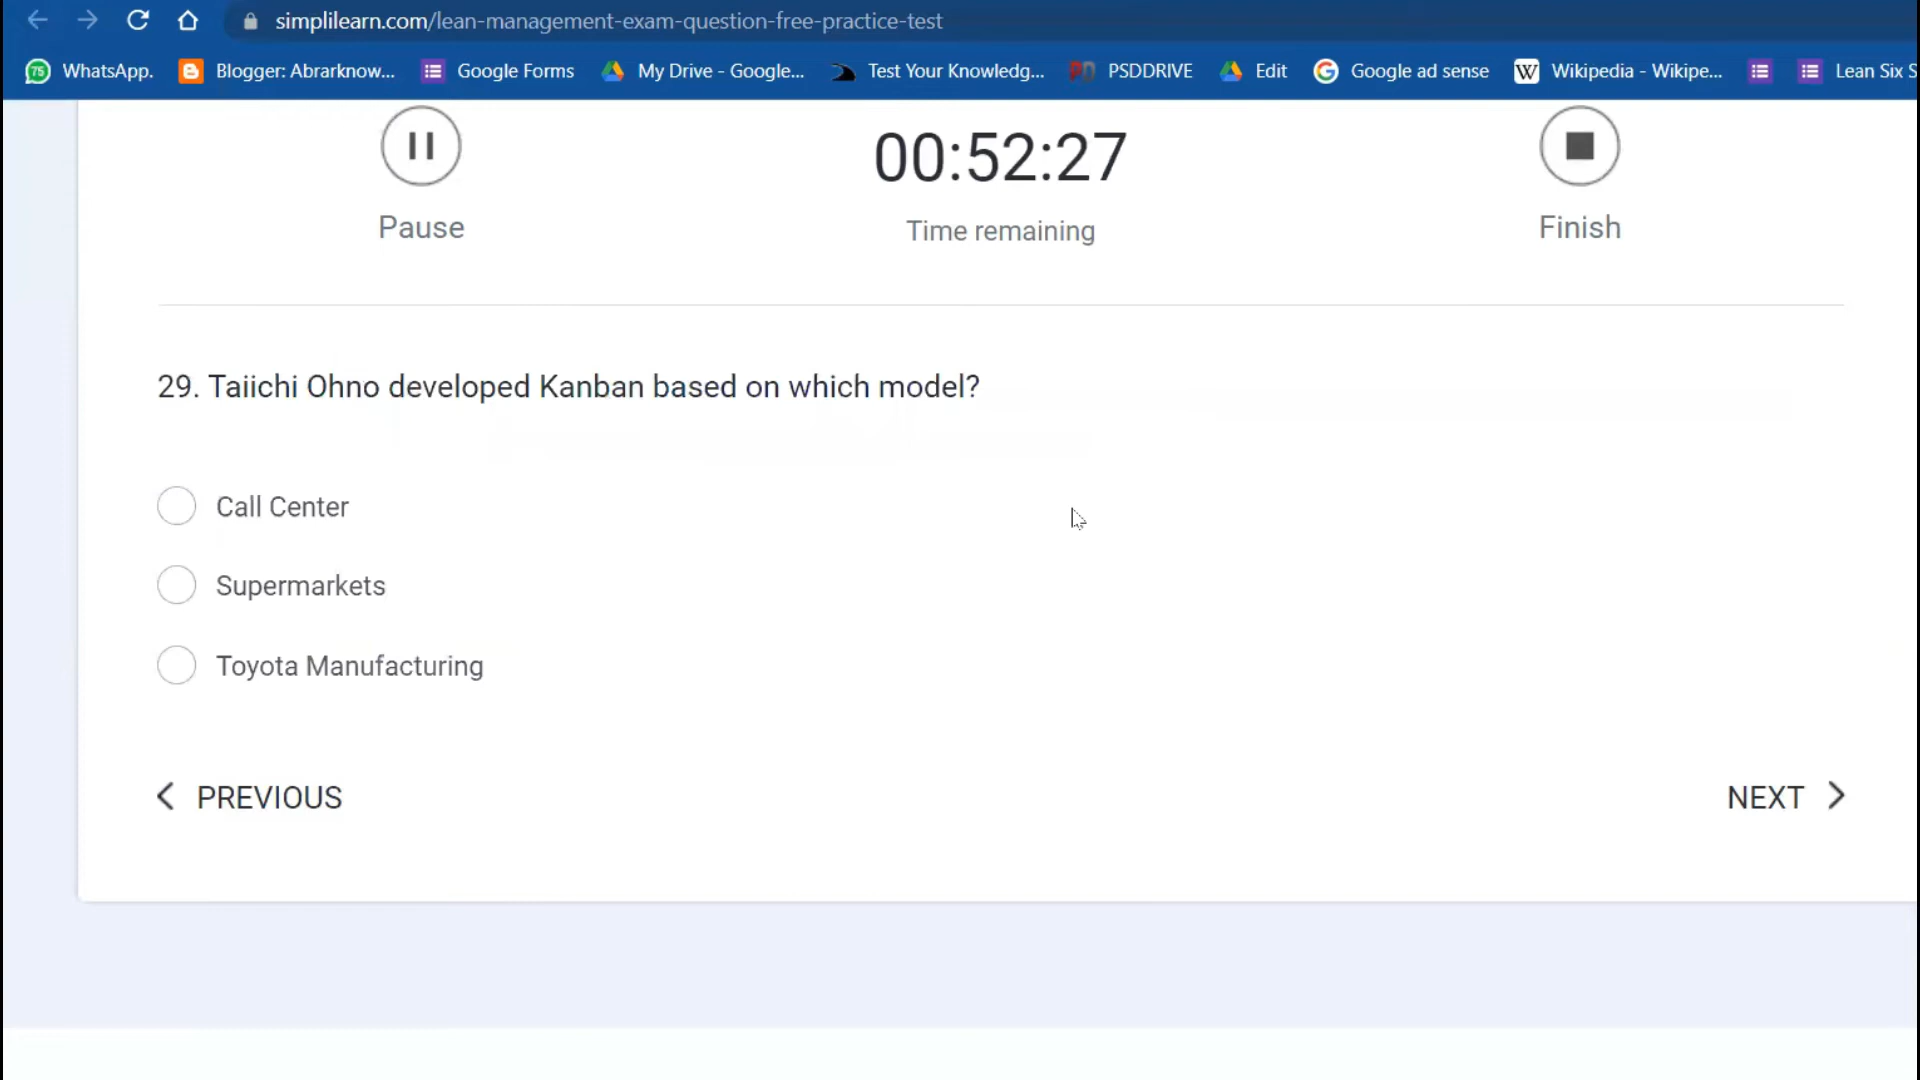 simplilearn.com/lean-management-exam-question-free-practice-test
75 WhatsApp. Blogger: Abrarknow... Google Forms My Drive - Google... Test Your Knowledg... PSDDRIVE Edit Google ad sense W Wikipedia - Wikipe... Lean Six S
00:52:27
Pause Time remaining Finish
29. Taiichi Ohno developed Kanban based on which model?
Call Center
Supermarkets
Toyota Manufacturing
PREVIOUS NEXT